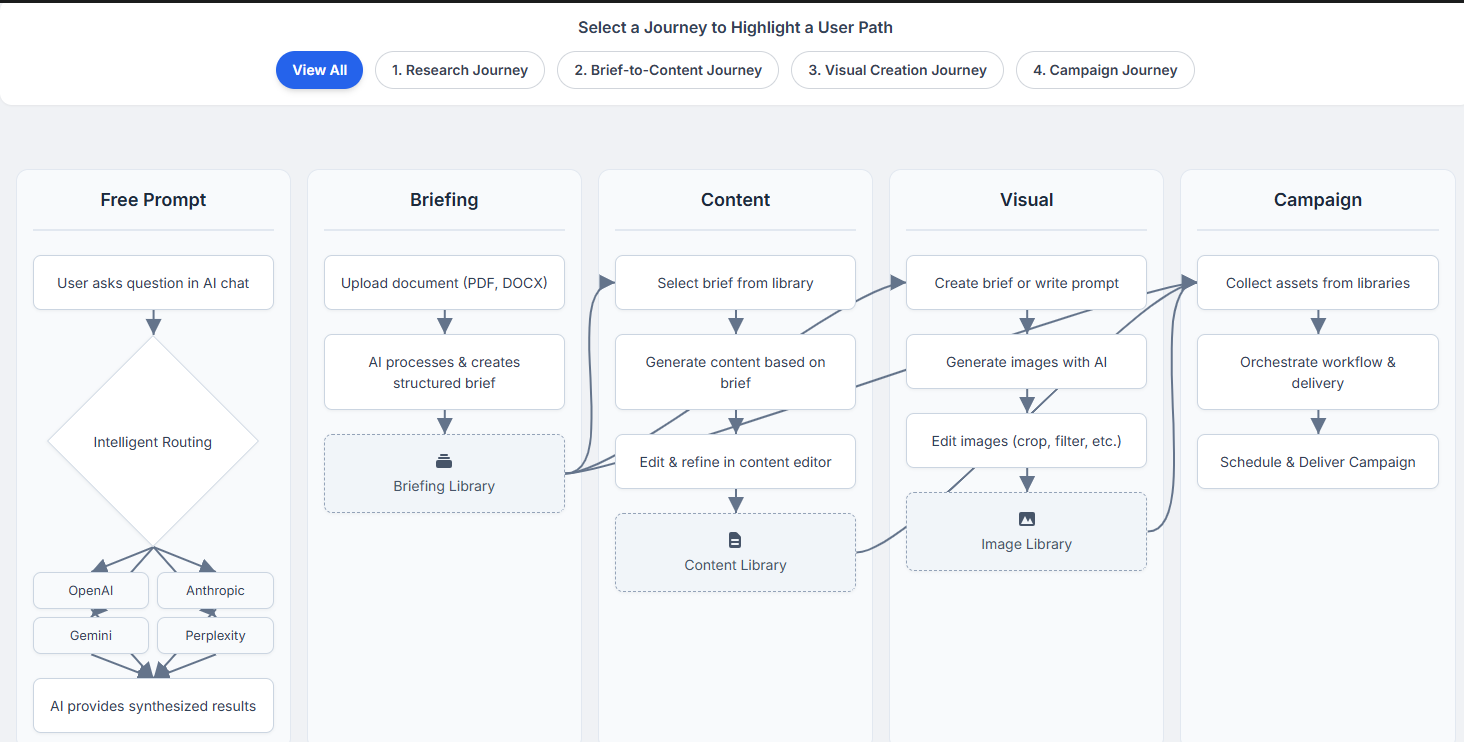 Select a Journey to Highlight a User Path
View All
1. Research Journey
2. Brief-to-Content Journey
3. Visual Creation Journey
4. Campaign Journey
Free Prompt
User asks question in AI chat
Intelligent Routing
OpenAI
Anthropic
Gemini
Perplexity
AI provides synthesized results
Briefing
Upload document (PDF, DOCX)
AI processes & creates
structured brief
Briefing Library
Content
Select brief from library
Generate content based on
brief
Edit & refine in content editor
Content Library
Visual
Create brief or write prompt
Generate images with AI
Edit images (crop, filter, etc.)
Image Library
Campaign
Collect assets from libraries
Orchestrate workflow &
delivery
Schedule & Deliver Campaign